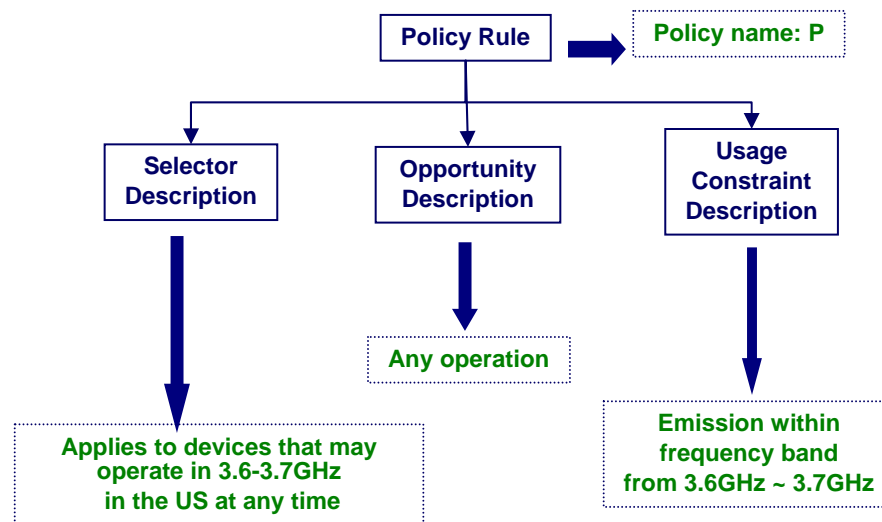 Policy Rule
Policy name: P
Selector
Description
Opportunity
Description
Usage
Constraint
Description
Any operation
Applies to devices that may
operate in 3.6-3.7GHz
in the US at any time
Emission within
frequency band
from 3.6GHz ~ 3.7GHz